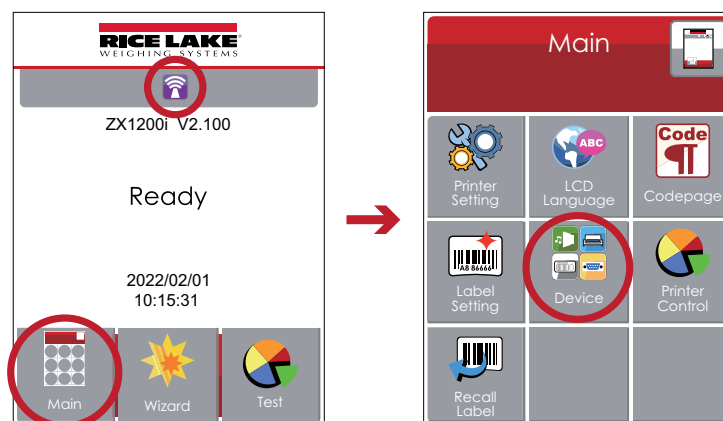 RICE LAKE
WEIGHING SYSTEMS
ZX1200i V2.100
Ready
2022/02/01
10:15:31
Main
Wizard
Test
Main
Printer
Setting
ABC
LCD
Language
Code
Codepage
AB 86666
Label
Setting
Device
Printer
Control
Recall
Label